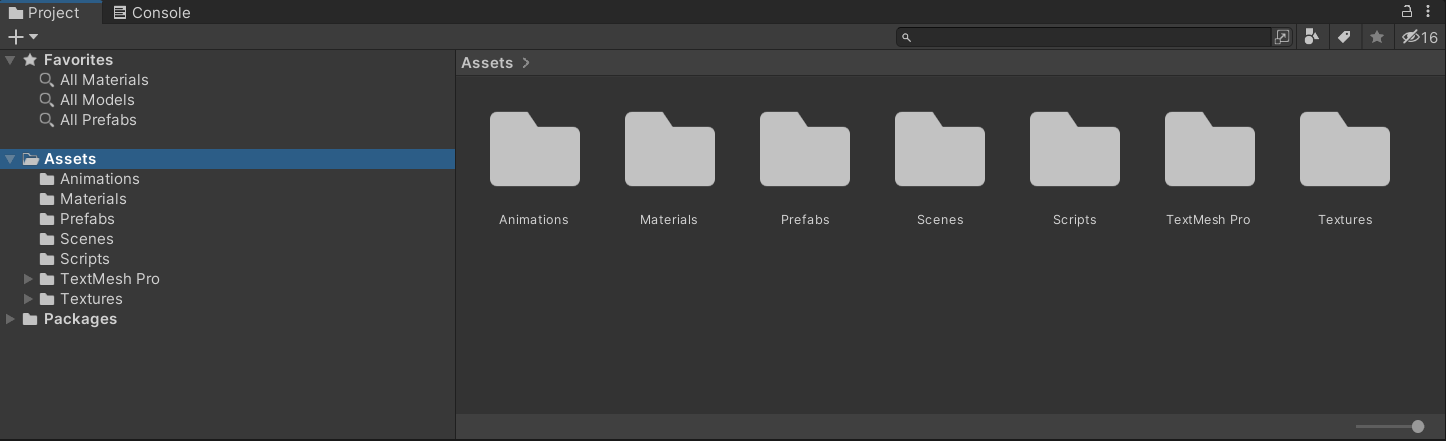 Project Console
16
Favorites
All Materials
All Models
All Prefabs
Assets
Animations
Materials
Prefabs
Scenes
Scripts
TextMesh Pro
Textures
Packages
Assets
Animations Materials Prefabs Scenes Scripts TextMesh Pro Textures